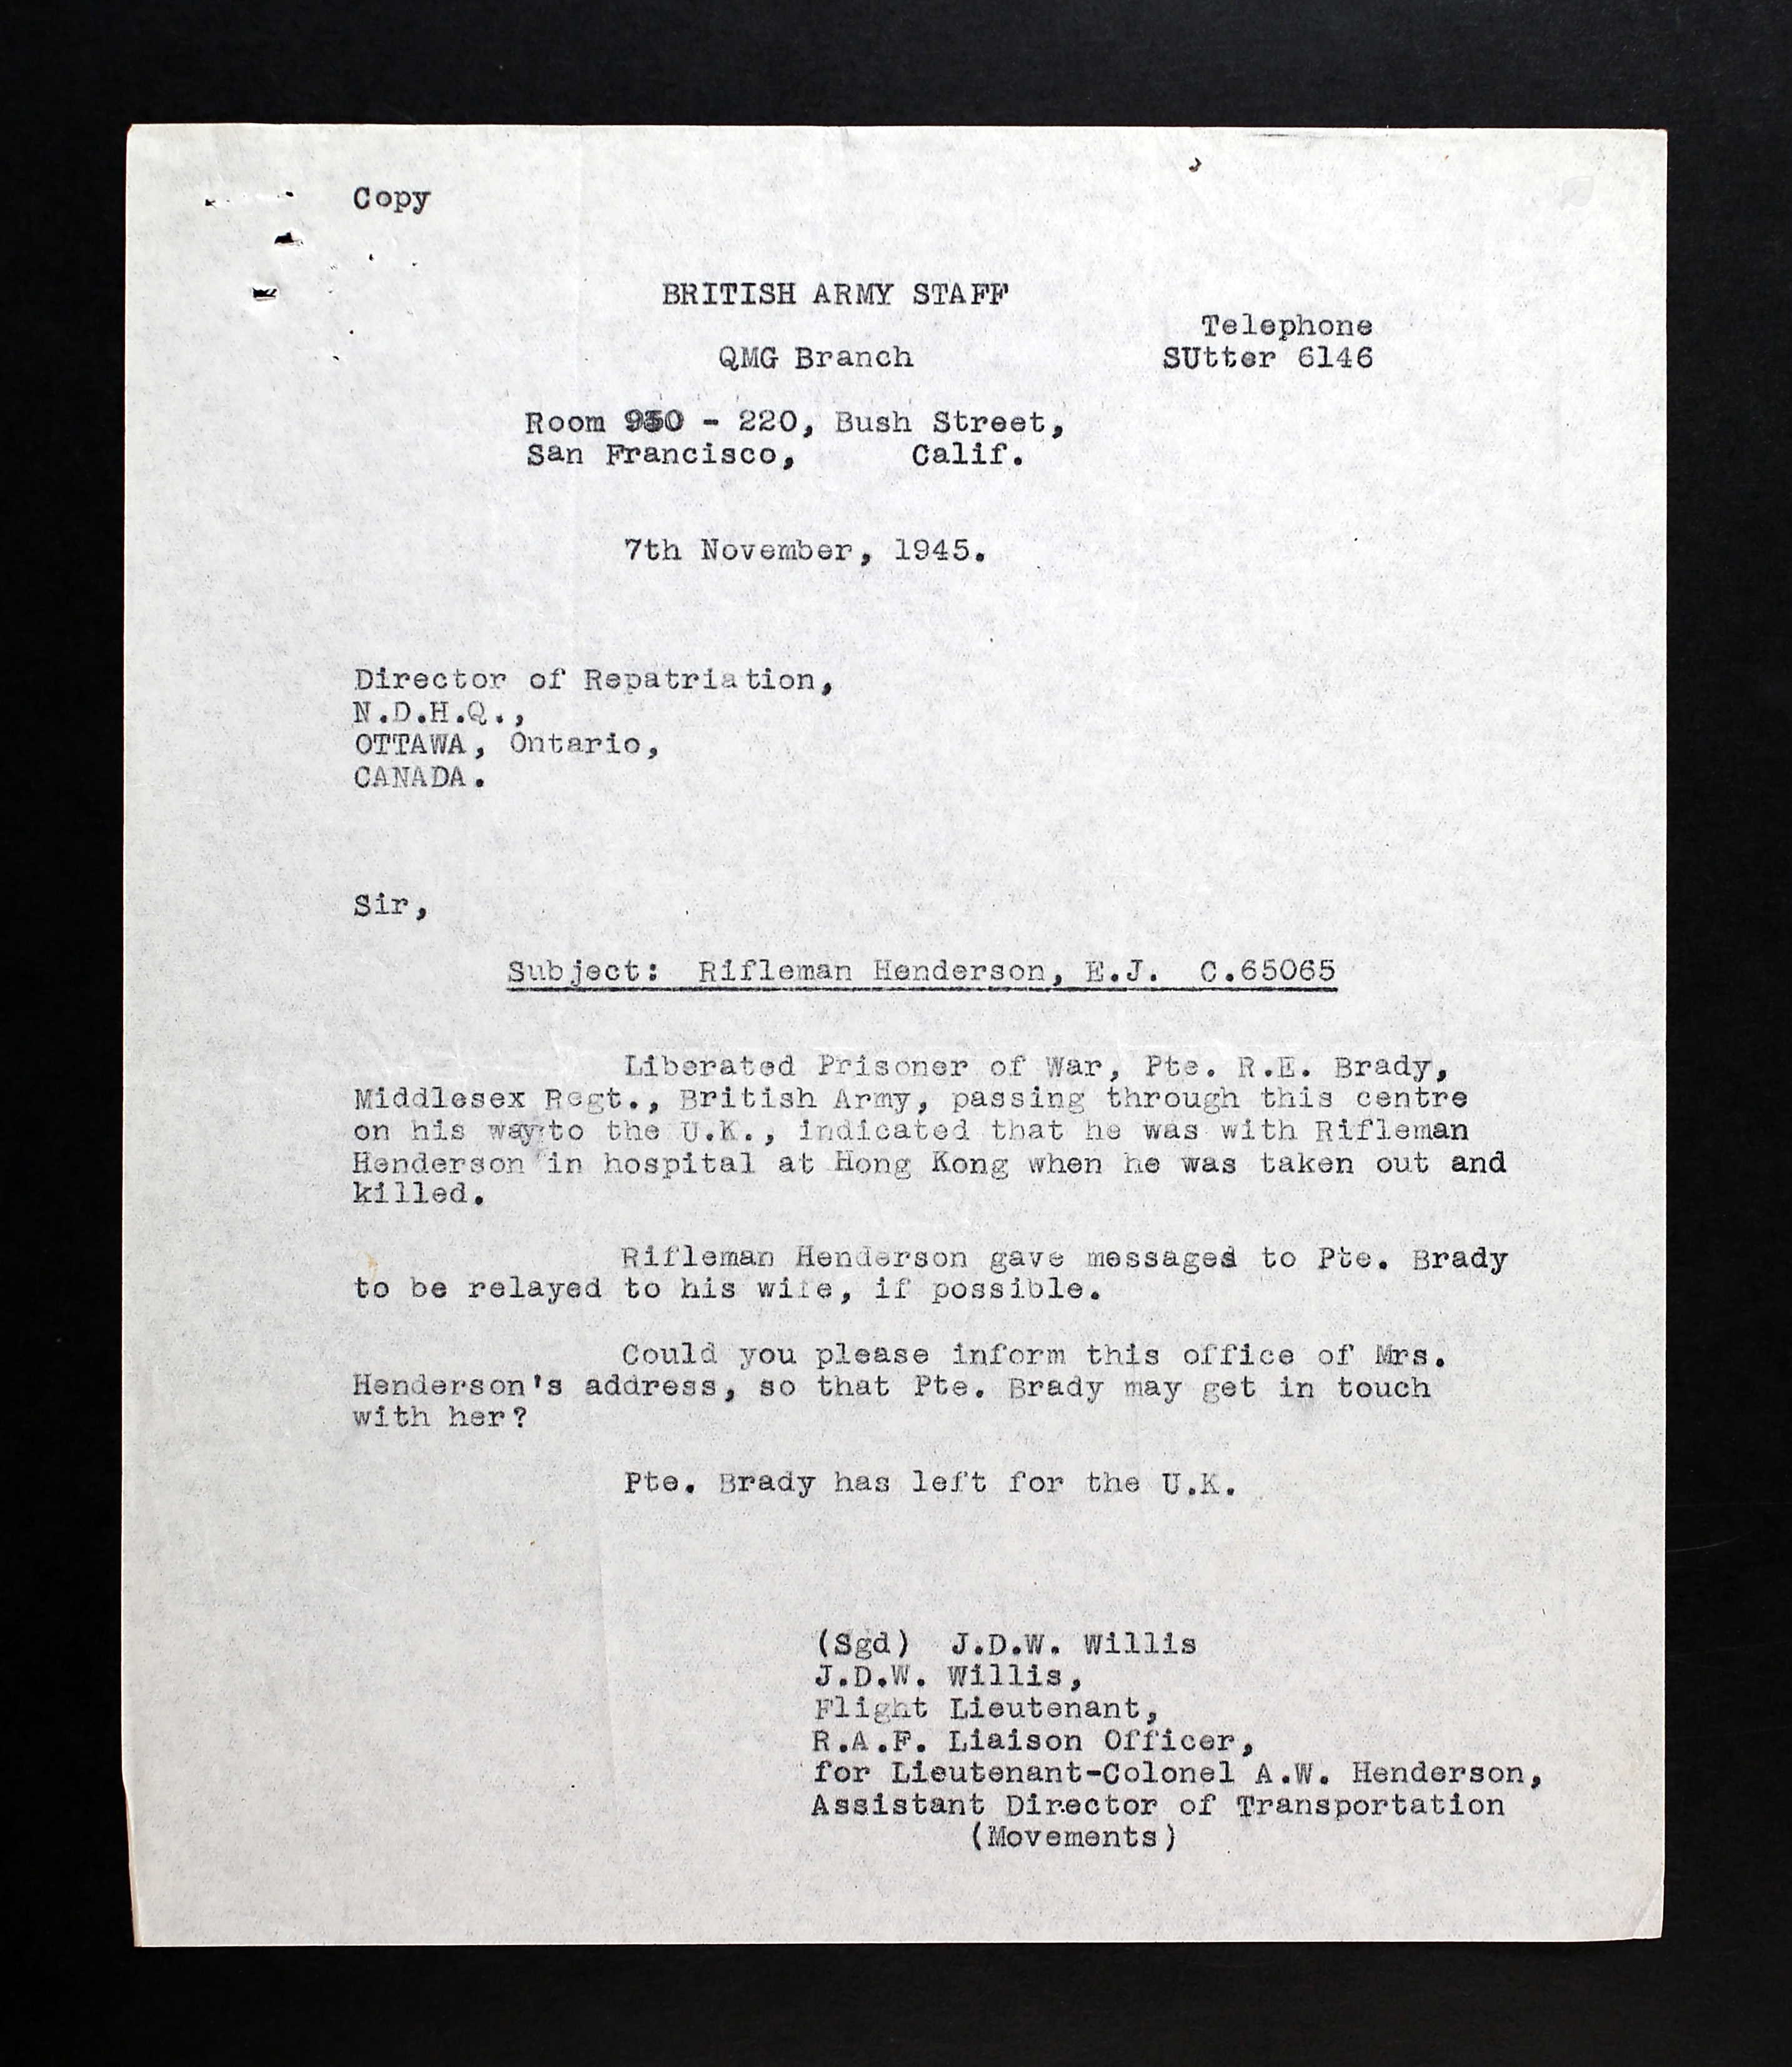 Copy
BRITISH ARMY STAFF
Telephone
QMG Branch
SUtter 6146
Room - 220, Bush Street,
San Francisco, Calif.
7th November, 1945.
Director of Repatriation,
N.D.H.Q.,
OTTAWA, Ontario,
CANADA.
Sir,
Subject: Rifleman Henderson, E.J. C.65065
Liberated Prisoner of War, Pte. R.E. Brady,
Middlesex Regt., British Army, passing through this centre
on his way to the U.K., indicated that he was with Rifleman
Henderson in hospital at Hong Kong when he was taken out and
killed.
Rifleman Henderson gave messages to Pte. Brady
to be relayed to his wife, if possible.
Could you please inform this office of Mrs.
Henderson's address, so that Pte. Brady may get in touch
with her?
Pte. Brady has left for the U.K.
(Sgd) J.D.W. Willis
J.D.W. Willis,
Flight Lieutenant,
R.A.F. Liaison Officer,
for Lieutenant-Colonel A.W. Henderson,
Assistant Director of Transportation
(Movements)